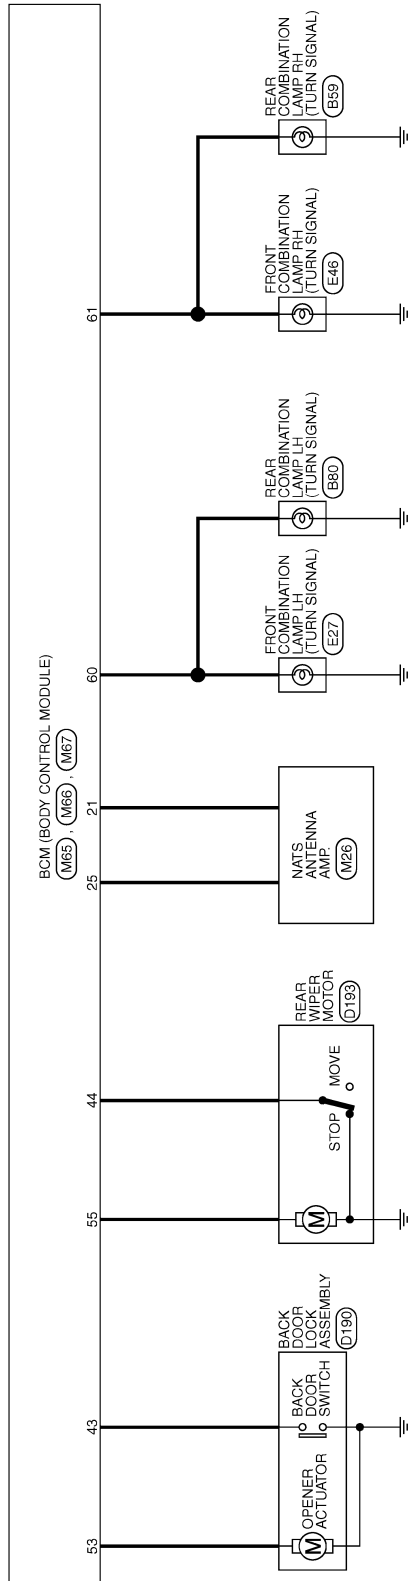 BCM (BODY CONTROL MODULE)
M65 , M66 , M67
53
43
55
44
25
21
60
61
BACK
DOOR
LOCK
ASSEMBLY
D190
OPENER
ACTUATOR
M
BACK
DOOR
SWITCH
REAR
WIPER
MOTOR
D193
M
STOP
MOVE
NATS
ANTENNA
AMP.
M26
FRONT
COMBINATION
LAMP LH
(TURN SIGNAL)
E27
REAR
COMBINATION
LAMP LH
(TURN SIGNAL)
B80
FRONT
COMBINATION
LAMP RH
(TURN SIGNAL)
E46
REAR
COMBINATION
LAMP RH
(TURN SIGNAL)
B59